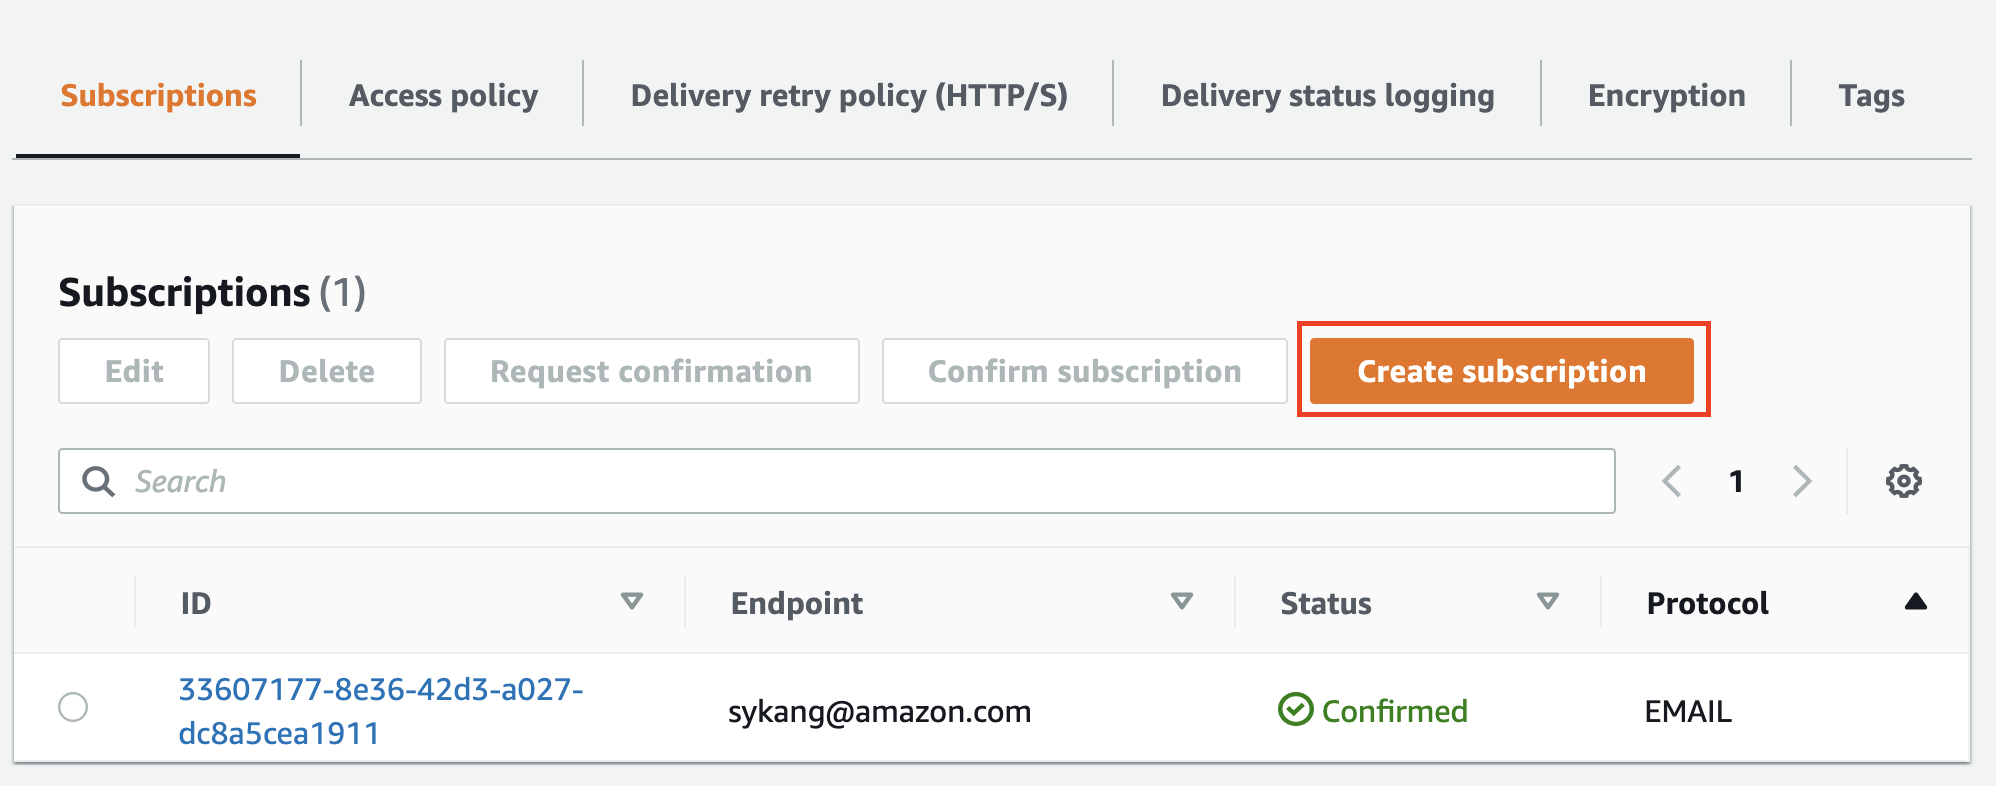 Subscriptions Access policy Delivery retry policy (HTTP/S) Delivery status logging Encryption Tags
Subscriptions (1)
Edit Delete Request confirmation Confirm subscription Create subscription
Search 1
ID Endpoint Status Protocol
33607177-8e36-42d3-a027-
dc8a5cea1911
sykang@amazon.com Confirmed EMAIL